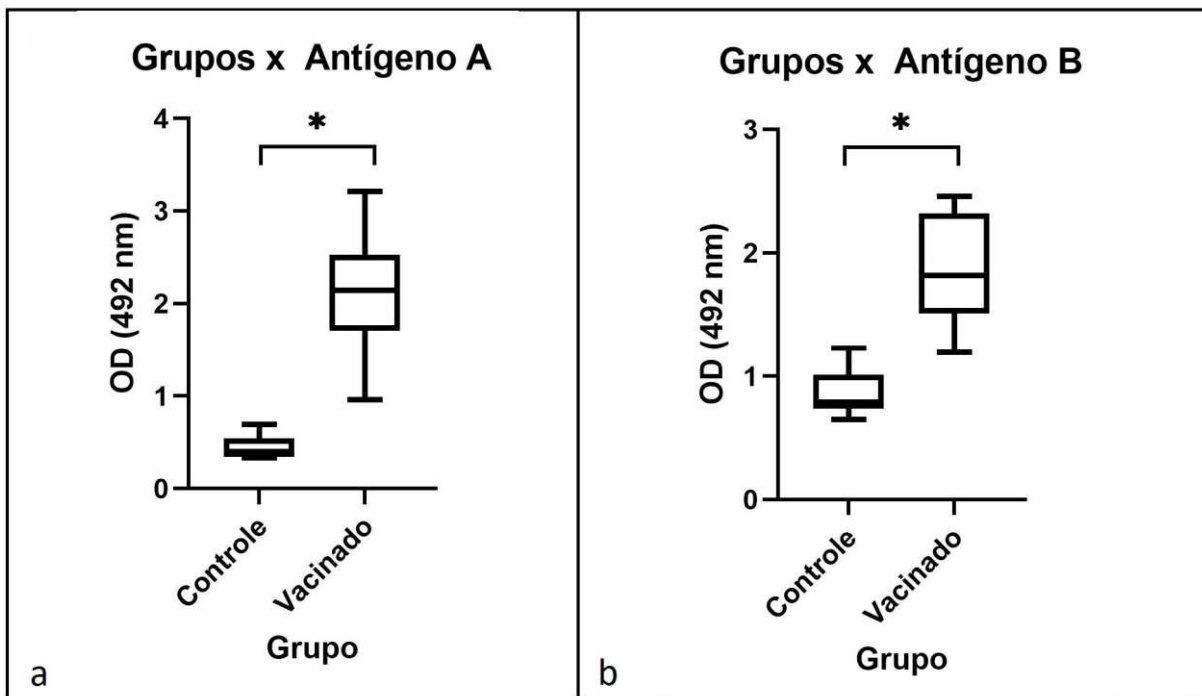 Grupos x Antígeno A
*
4
3
2
1
0
OD (492 nm)
Controle
Vacinado
Grupo
a
Grupos x Antígeno B
*
3
2
1
0
OD (492 nm)
Controle
Vacinado
Grupo
b